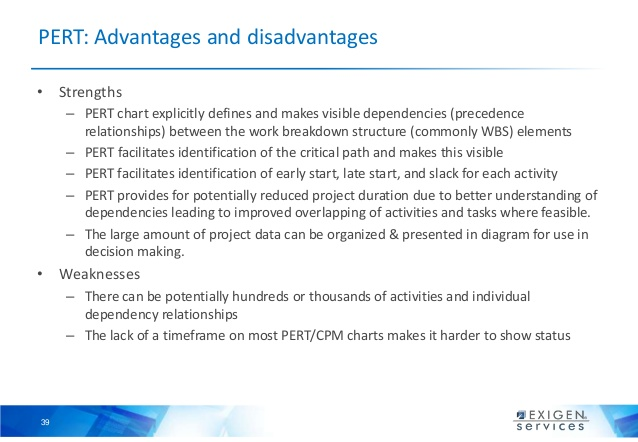 PERT: Advantages and disadvantages
• Strengths
– PERT chart explicitly defines and makes visible dependencies (precedence
relationships) between the work breakdown structure (commonly WBS) elements
– PERT facilitates identification of the critical path and makes this visible
– PERT facilitates identification of early start, late start, and slack for each activity
– PERT provides for potentially reduced project duration due to better understanding of
dependencies leading to improved overlapping of activities and tasks where feasible.
– The large amount of project data can be organized & presented in diagram for use in
decision making.
• Weaknesses
– There can be potentially hundreds or thousands of activities and individual
dependency relationships
– The lack of a timeframe on most PERT/CPM charts makes it harder to show status
39
EXIGEN
services